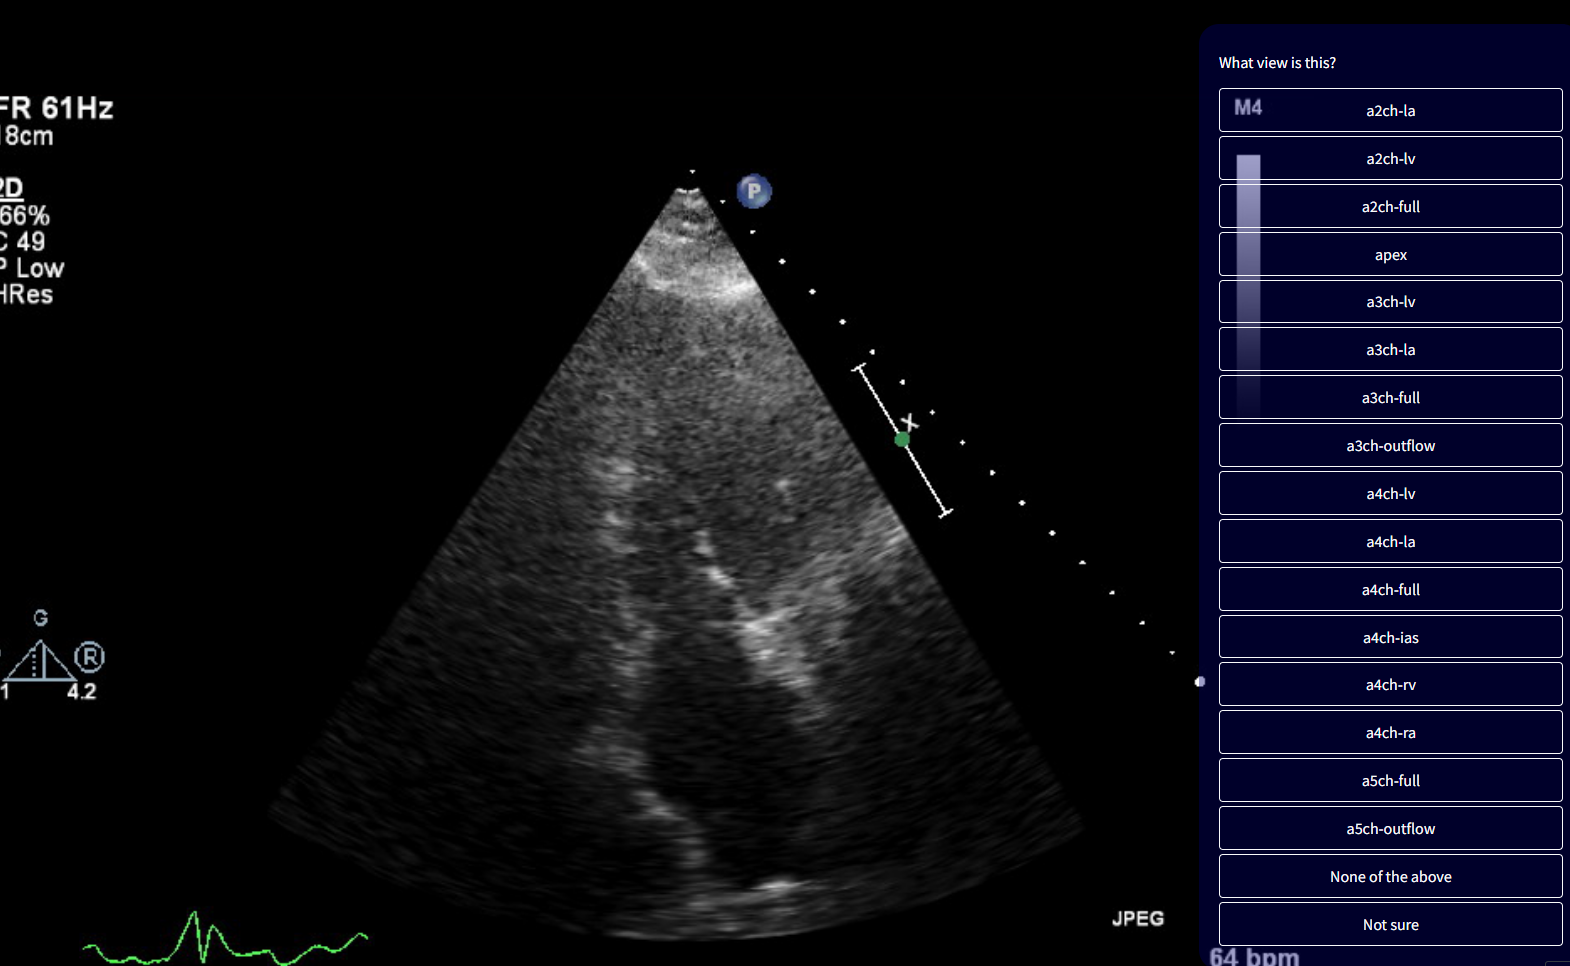 FR 61Hz
18cm
2D
66%
C 49
P Low
HRes
P
X
G
R
1 4.2
JPEG
64 bpm
What view is this?
M4
a2ch-la
a2ch-lv
a2ch-full
apex
a3ch-lv
a3ch-la
a3ch-full
a3ch-outflow
a4ch-lv
a4ch-la
a4ch-full
a4ch-ias
a4ch-rv
a4ch-ra
a5ch-full
a5ch-outflow
None of the above
Not sure